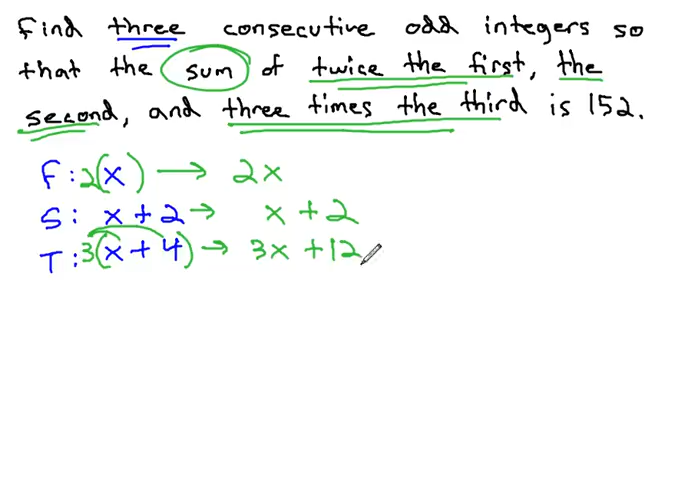 Find three consecutive odd integers so
that the sum of twice the first, the
second, and three times the third is 152.
F: 2(x) → 2x
S: x + 2 → x + 2
T: 3(x + 4) → 3x + 12